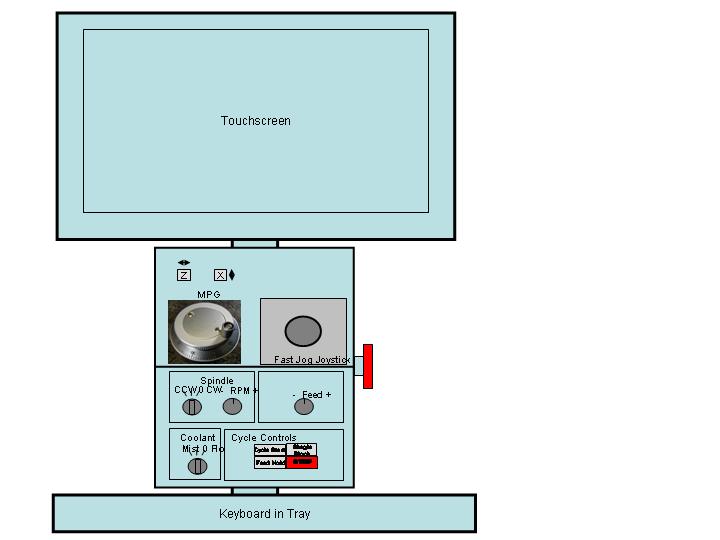 Touchscreen
Z
X
MPG
Fast Jog Joystick
Spindle
CCW 0 CW
- RPM +
- Feed +
Coolant
Mist 0 Flo
Cycle Controls
Cycle Start
Single
Block
Feed Hold
Keyboard in Tray